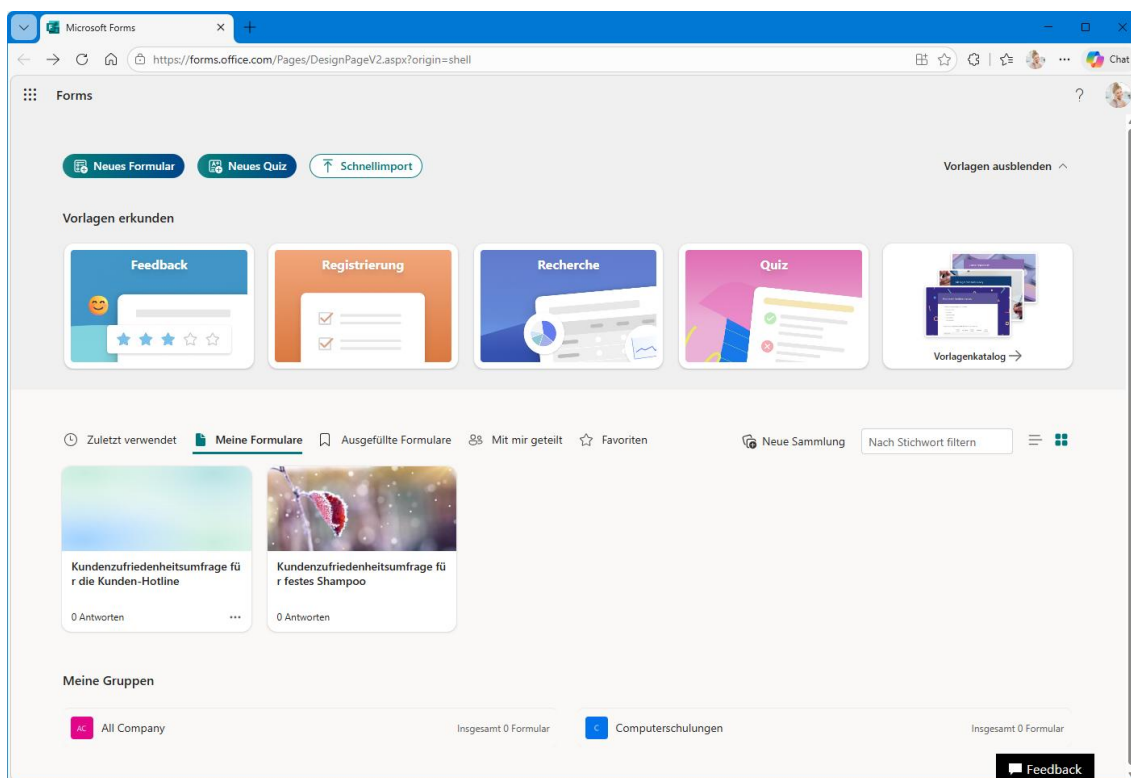 Microsoft Forms
https://forms.office.com/Pages/DesignPageV2.aspx?origin=shell
Chat
Forms
?
Neues Formular
Neues Quiz
Schnellimport
Vorlagen ausblenden
Vorlagen erkunden
Feedback
Registrierung
Recherche
Quiz
Vorlagenkatalog →
Zuletzt verwendet
Meine Formulare
Ausgefüllte Formulare
Mit mir geteilt
Favoriten
Neue Sammlung
Nach Stichwort filtern
Kundenzufriedenheitsumfrage fü
r die Kunden-Hotline
0 Antworten
Kundenzufriedenheitsumfrage fü
r festes Shampoo
0 Antworten
Meine Gruppen
AC
All Company
Insgesamt 0 Formular
C
Computerschulungen
Insgesamt 0 Formular
Feedback